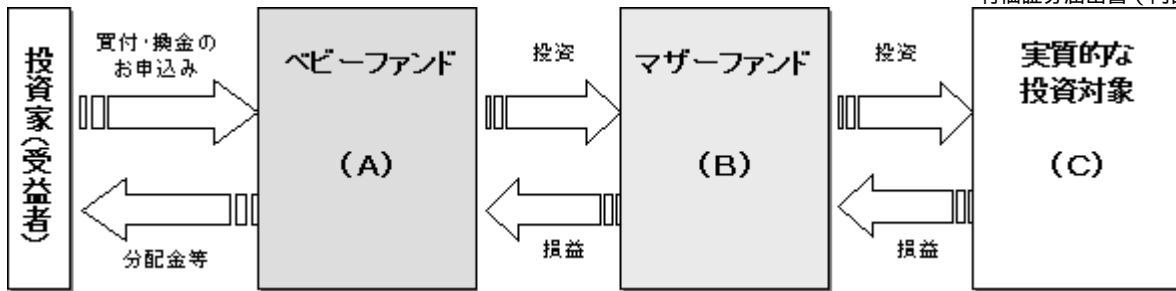 投資家(受益者)
買付・換金の
お申込み
分配金等
ベビーファンド
(A)
投資
損益
マザーファンド
(B)
投資
損益
実質的な
投資対象
(C)